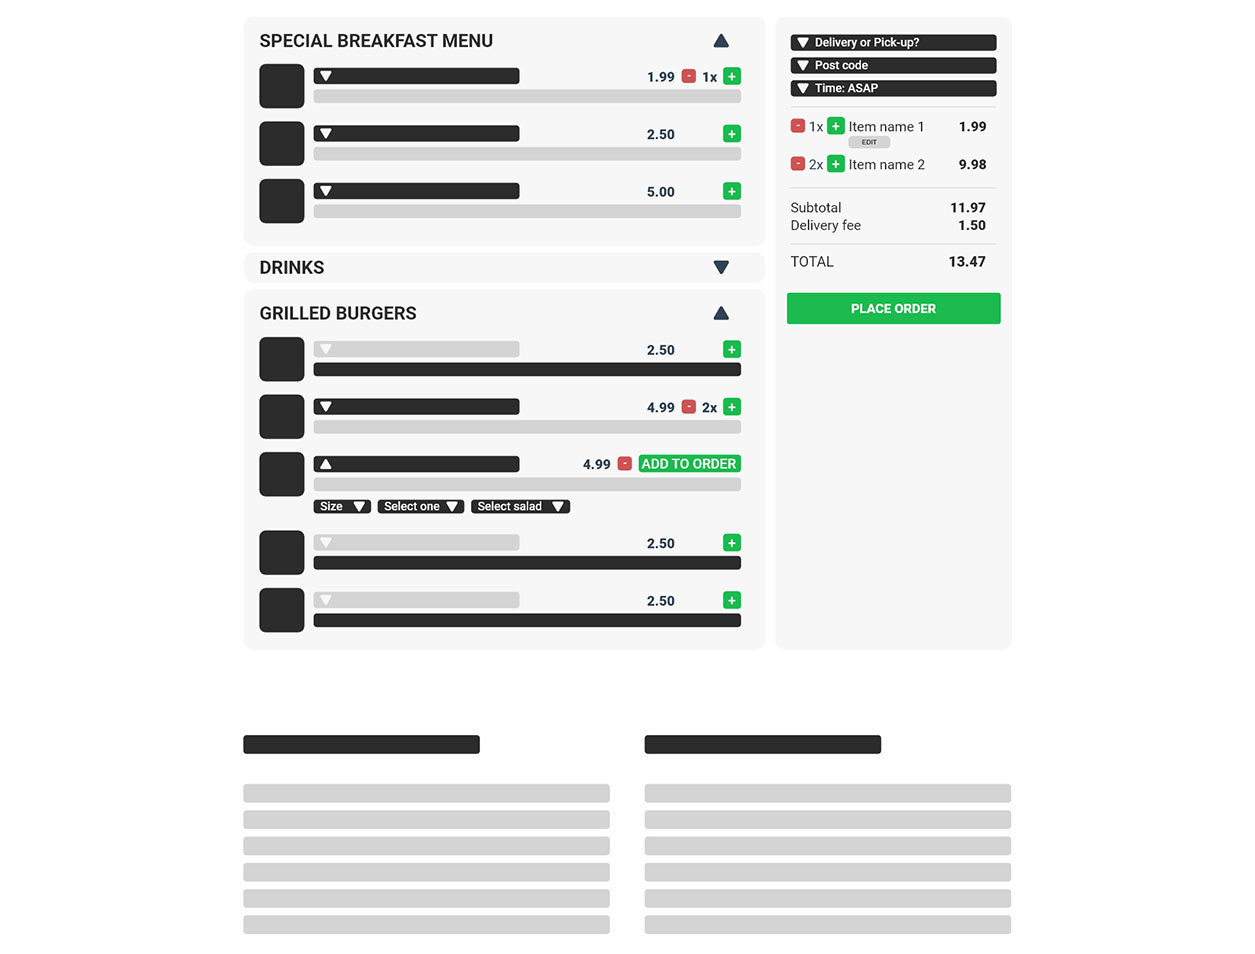 SPECIAL BREAKFAST MENU
1.99 - 1x +
2.50 +
5.00 +
DRINKS
GRILLED BURGERS
2.50 +
4.99 - 2x +
4.99 - ADD TO ORDER
Size Select one Select salad
2.50 +
2.50 +
Delivery or Pick-up?
Post code
Time: ASAP
- 1x + Item name 1 1.99
EDIT
- 2x + Item name 2 9.98
Subtotal 11.97
Delivery fee 1.50
TOTAL 13.47
PLACE ORDER